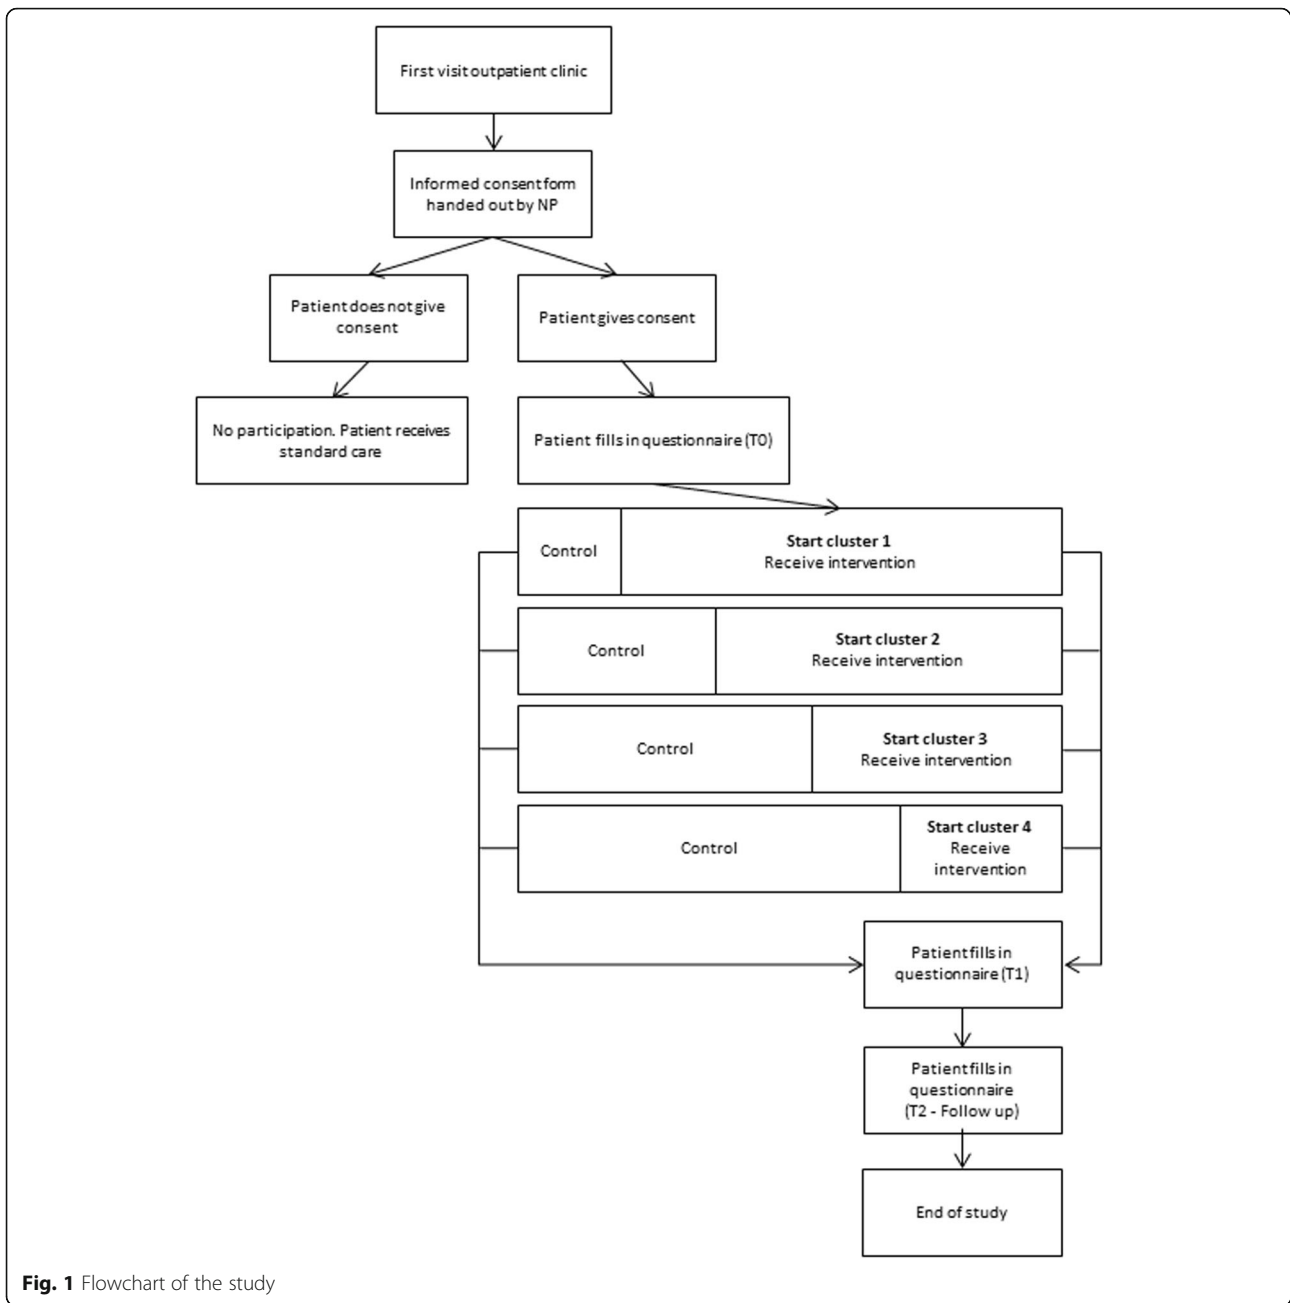 First visit outpatient clinic
Informed consent form
handed out by NP
Patient does not give
consent
Patient gives consent
No participation. Patient receives
standard care
Patient fills in questionnaire (T0)
Control
Start cluster 1
Receive intervention
Control
Start cluster 2
Receive intervention
Control
Start cluster 3
Receive intervention
Control
Start cluster 4
Receive
intervention
Patient fills in
questionnaire (T1)
Patient fills in
questionnaire
(T2 - Follow up)
End of study
Fig. 1 Flowchart of the study